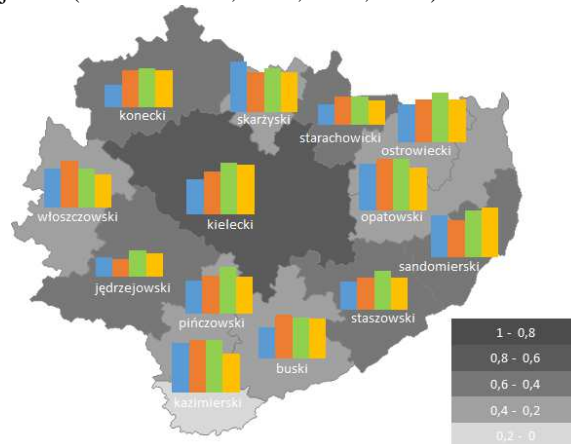 konecki
skarżyski
starachowicki
ostrowiecki
włoszczowski
kielecki
opatowski
sandomierski
jędrzejowski
pińczowski
staszowski
buski
kazimierski
1 - 0,8
0,8 - 0,6
0,6 - 0,4
0,4 - 0,2
0,2 - 0